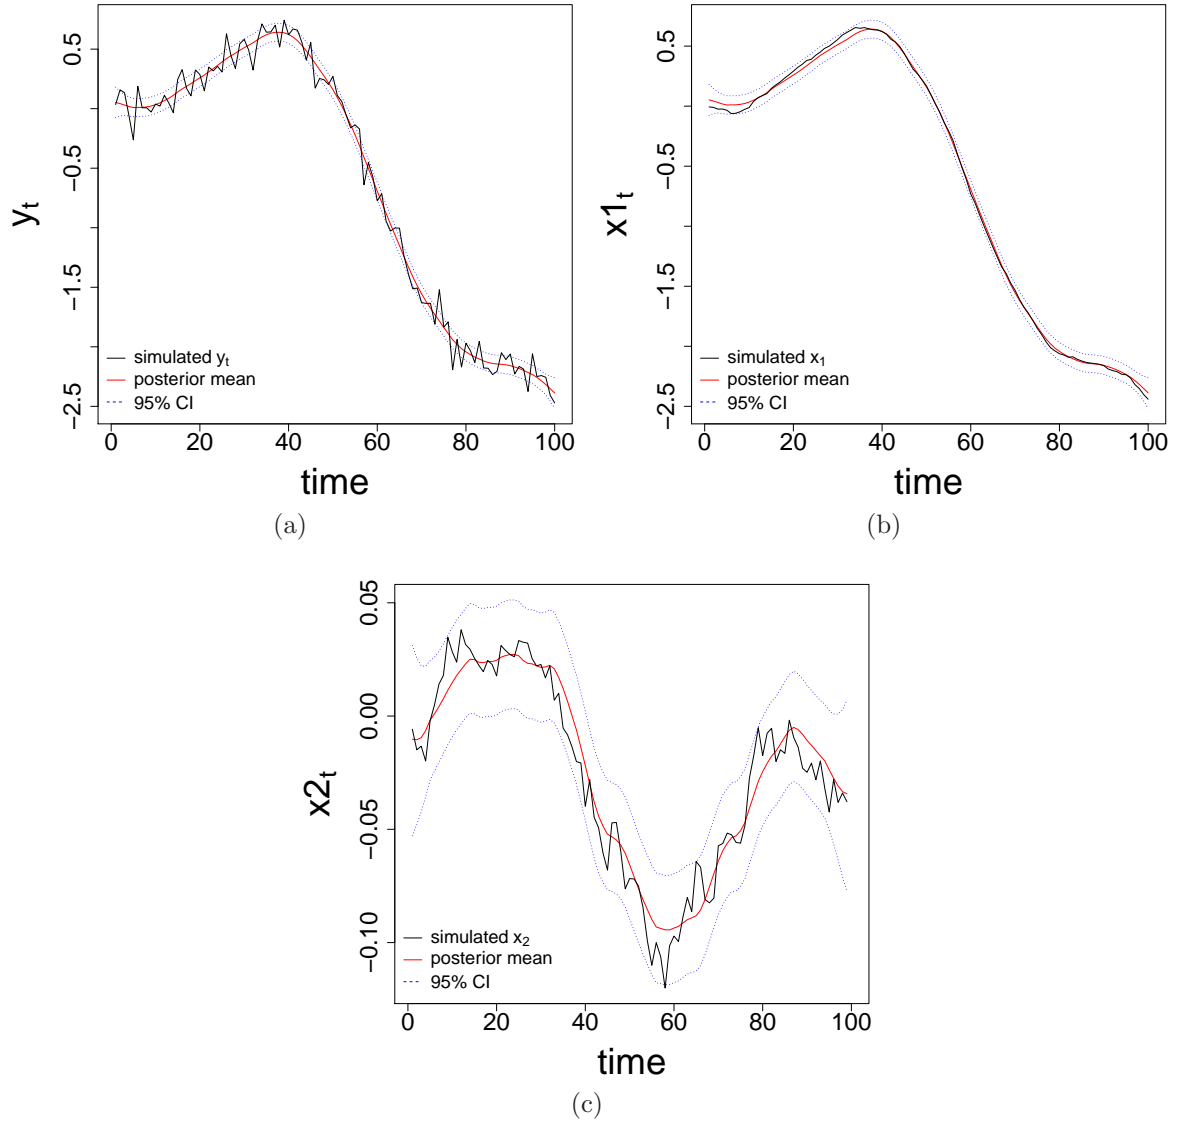 0.5
−0.5
−1.5
−2.5
y_t
simulated y_t
posterior mean
95% CI
0 20 40 60 80 100
time
(a)
0.5
−0.5
−1.5
−2.5
x1_t
simulated x_1
posterior mean
95% CI
0 20 40 60 80 100
time
(b)
0.05
0.00
−0.05
−0.10
x2_t
simulated x_2
posterior mean
95% CI
0 20 40 60 80 100
time
(c)